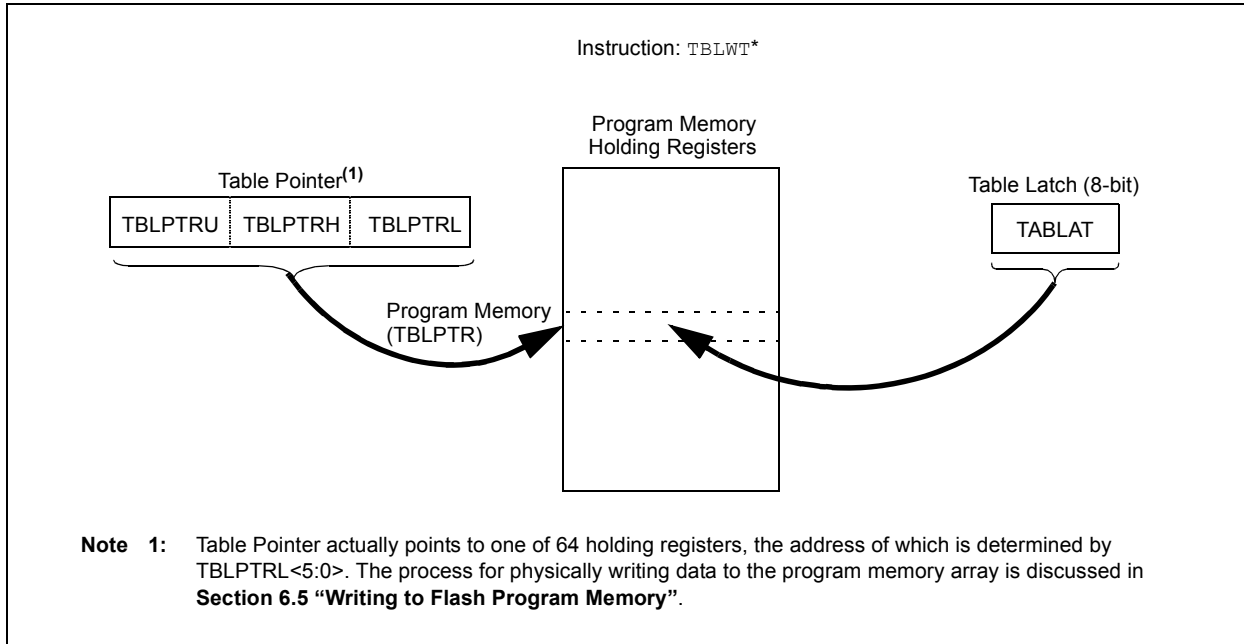 Instruction: TBLWT*
Program Memory
Holding Registers
Table Pointer(1)
Table Latch (8-bit)
TBLPTRU TBLPTRH TBLPTRL
TABLAT
Program Memory
(TBLPTR)
Note 1: Table Pointer actually points to one of 64 holding registers, the address of which is determined by
TBLPTRL<5:0>. The process for physically writing data to the program memory array is discussed in
Section 6.5 “Writing to Flash Program Memory”.